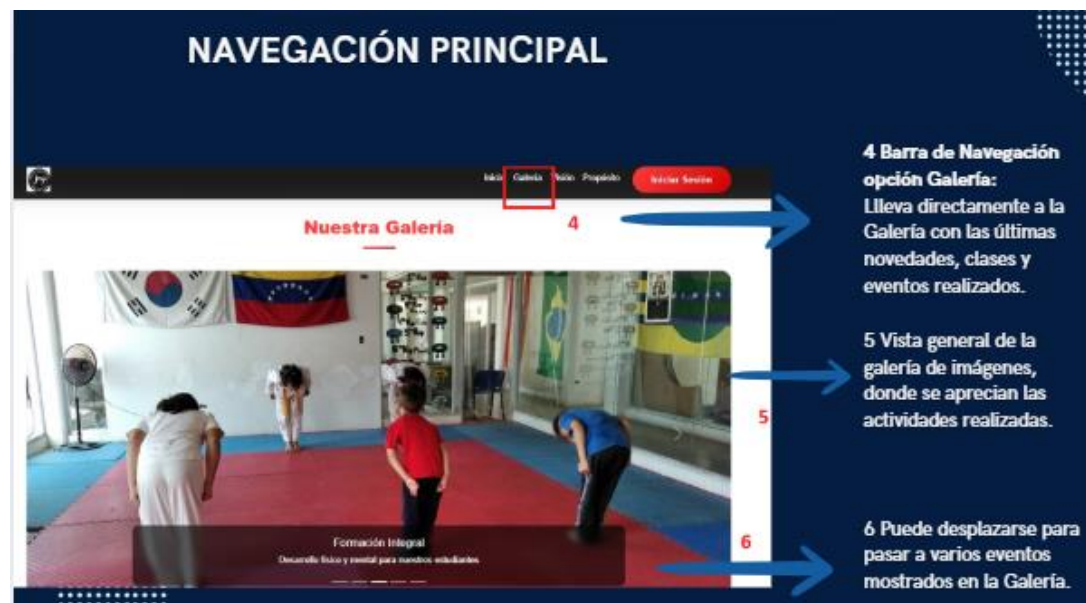 NAVEGACIÓN PRINCIPAL
Inicio Galería Visión Propósito Iniciar Sesión
Nuestra Galería
4
5
6
Formación Integral
Desarrollo físico y mental para nuestros estudiantes
4 Barra de Navegación
opción Galería:
Llleva directamente a la
Galería con las últimas
novedades, clases y
eventos realizados.
5 Vista general de la
galería de imágenes,
donde se aprecian las
actividades realizadas.
6 Puede desplazarse para
pasar a varios eventos
mostrados en la Galería.